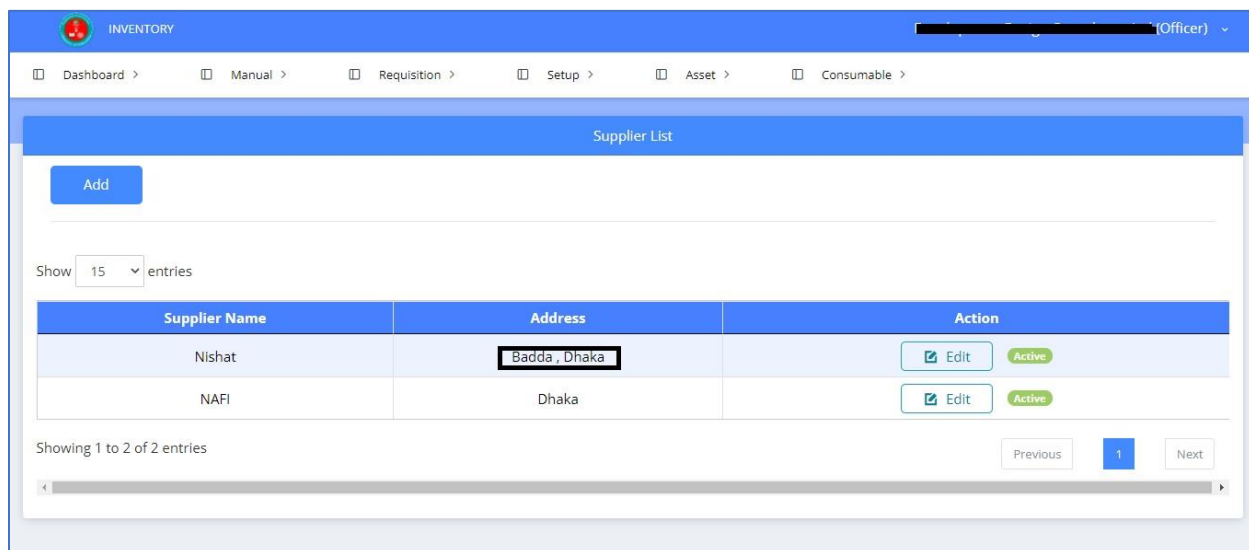 INVENTORY
(Officer)
Dashboard > Manual > Requisition > Setup > Asset > Consumable >
Supplier List
Add
Show 15 entries
Supplier Name Address Action
Nishat Badda , Dhaka Edit Active
NAFI Dhaka Edit Active
Showing 1 to 2 of 2 entries
Previous 1 Next